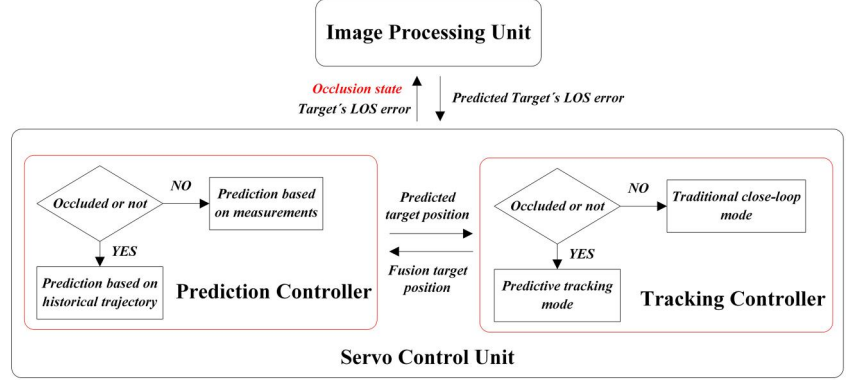 Image Processing Unit
Occlusion state
Target´s LOS error
Predicted Target´s LOS error
Occluded or not
NO
Prediction based
on measurements
YES
Prediction based on
historical trajectory
Prediction Controller
Predicted
target position
Fusion target
position
Occluded or not
NO
Traditional close-loop
mode
YES
Predictive tracking
mode
Tracking Controller
Servo Control Unit